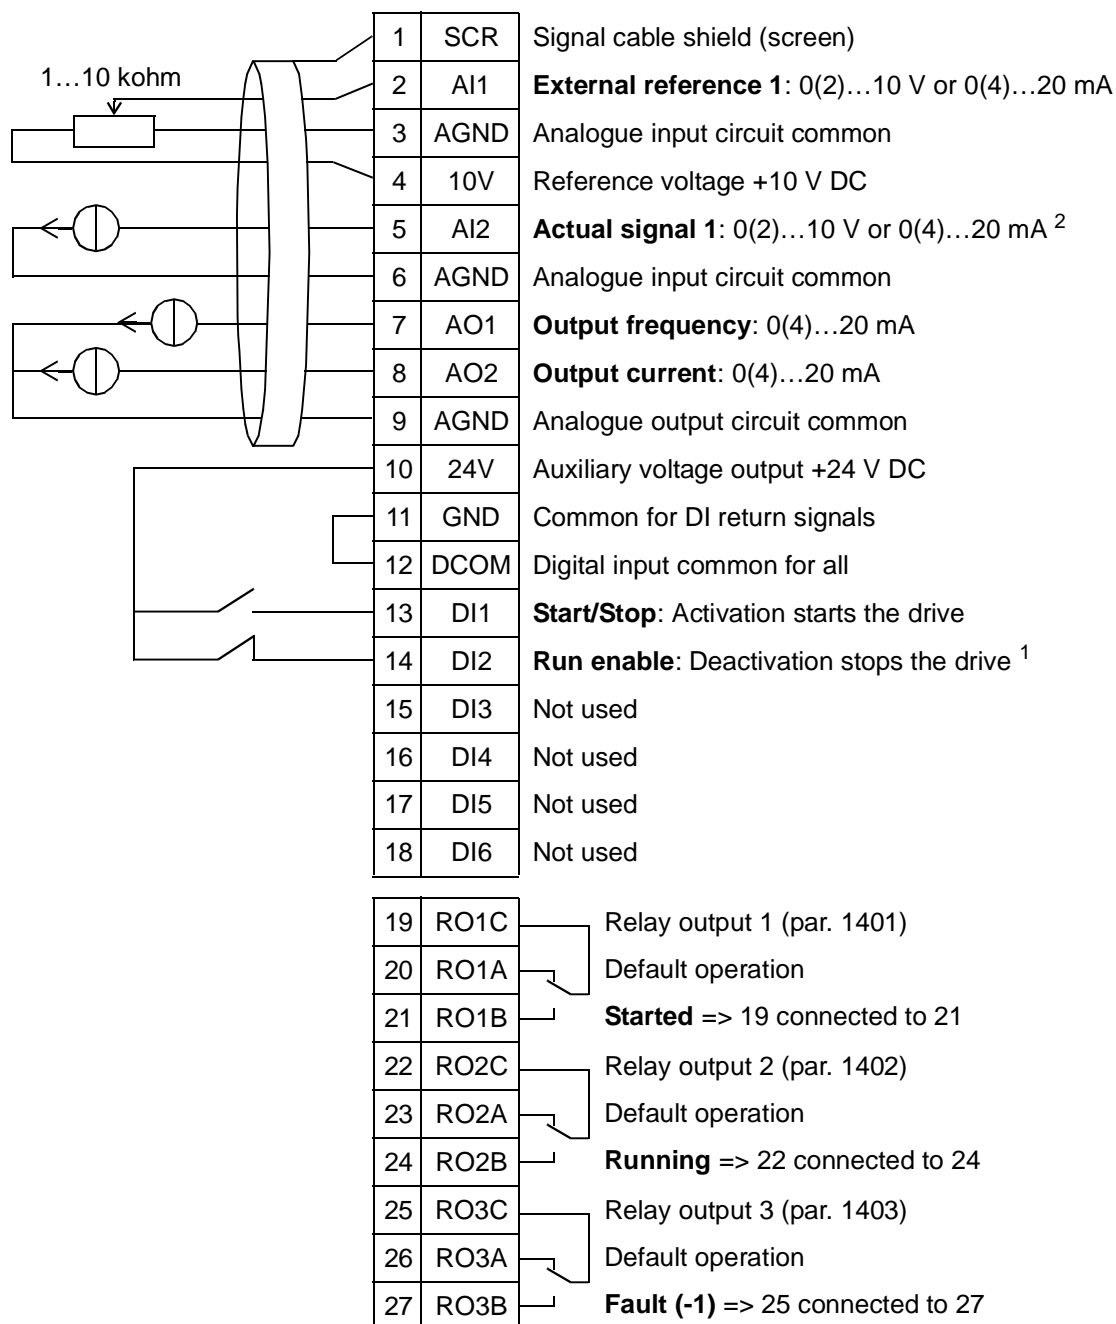 1 SCR Signal cable shield (screen)
1…10 kohm
2 AI1 External reference 1: 0(2)…10 V or 0(4)…20 mA
3 AGND Analogue input circuit common
4 10V Reference voltage +10 V DC
5 AI2 Actual signal 1: 0(2)…10 V or 0(4)…20 mA 2
6 AGND Analogue input circuit common
7 AO1 Output frequency: 0(4)…20 mA
8 AO2 Output current: 0(4)…20 mA
9 AGND Analogue output circuit common
10 24V Auxiliary voltage output +24 V DC
11 GND Common for DI return signals
12 DCOM Digital input common for all
13 DI1 Start/Stop: Activation starts the drive
14 DI2 Run enable: Deactivation stops the drive 1
15 DI3 Not used
16 DI4 Not used
17 DI5 Not used
18 DI6 Not used
19 RO1C Relay output 1 (par. 1401)
20 RO1A Default operation
21 RO1B Started => 19 connected to 21
22 RO2C Relay output 2 (par. 1402)
23 RO2A Default operation
24 RO2B Running => 22 connected to 24
25 RO3C Relay output 3 (par. 1403)
26 RO3A Default operation
27 RO3B Fault (-1) => 25 connected to 27